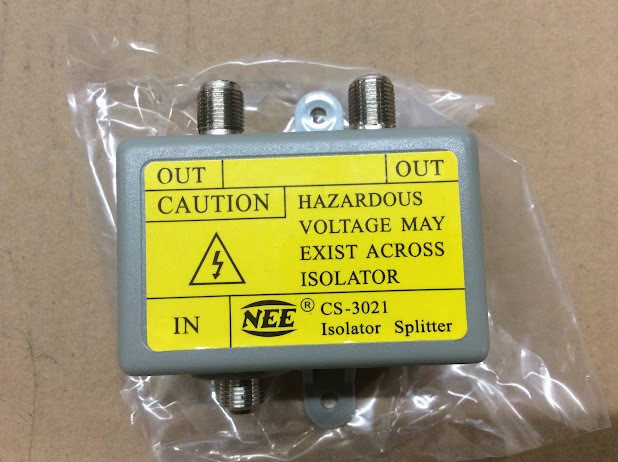 OUT
OUT
CAUTION
HAZARDOUS
VOLTAGE MAY
EXIST ACROSS
ISOLATOR
IN
NEE® CS-3021
Isolator Splitter